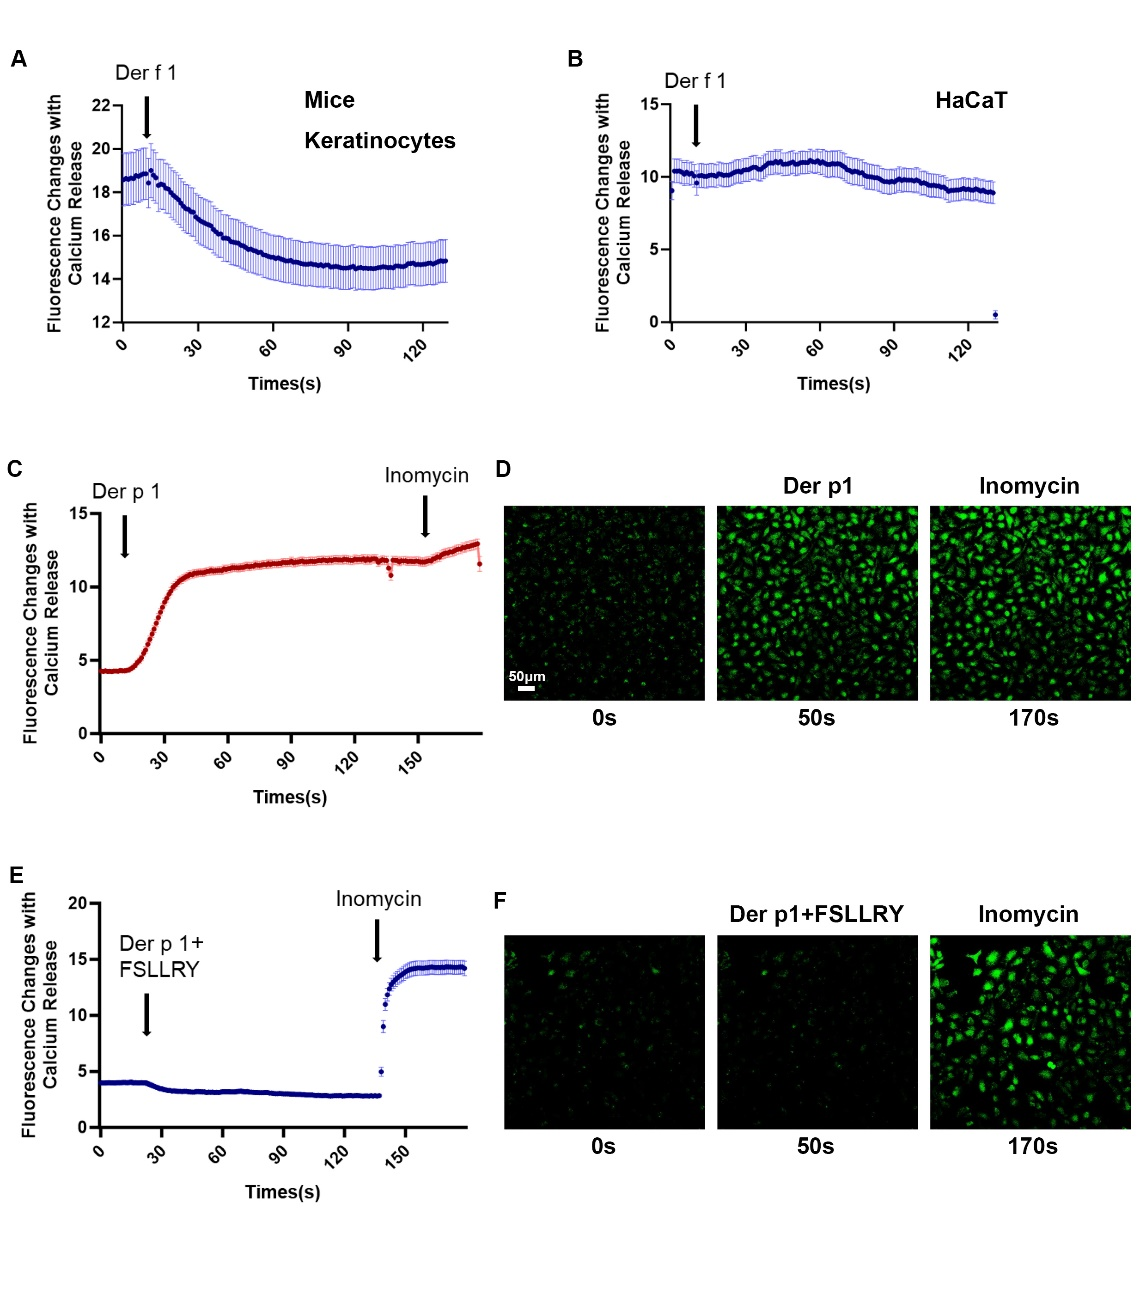 A
Der f 1
Mice
Keratinocytes
Fluorescence Changes with
Calcium Release
22
20
18
16
14
12
0
30
60
90
120
Times(s)
B
Der f 1
HaCaT
Fluorescence Changes with
Calcium Release
15
10
5
0
0
30
60
90
120
Times(s)
C
Der p 1
Inomycin
Fluorescence Changes with
Calcium Release
15
10
5
0
0
30
60
90
120
150
Times(s)
D
Der p1
Inomycin
50μm
0s
50s
170s
E
Der p 1+
FSLLRY
Inomycin
Fluorescence Changes with
Calcium Release
20
15
10
5
0
0
30
60
90
120
150
Times(s)
F
Der p1+FSLLRY
Inomycin
0s
50s
170s